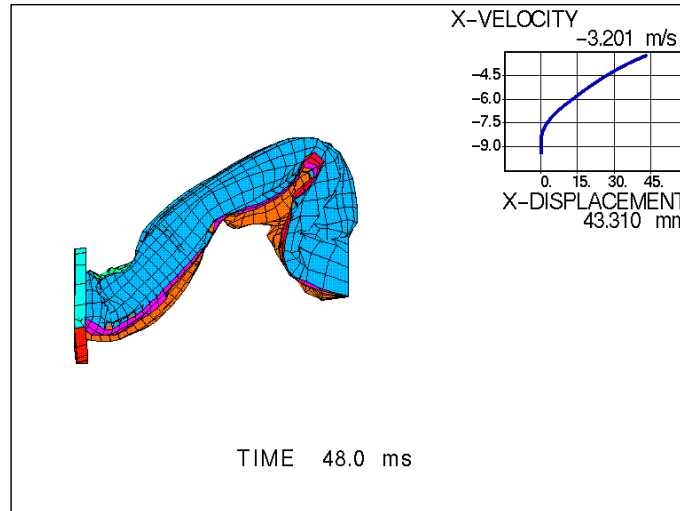 X-VELOCITY
-3.201 m/s
-4.5
-6.0
-7.5
-9.0
0. 15. 30. 45.
X-DISPLACEMENT
43.310 mm
TIME 48.0 ms